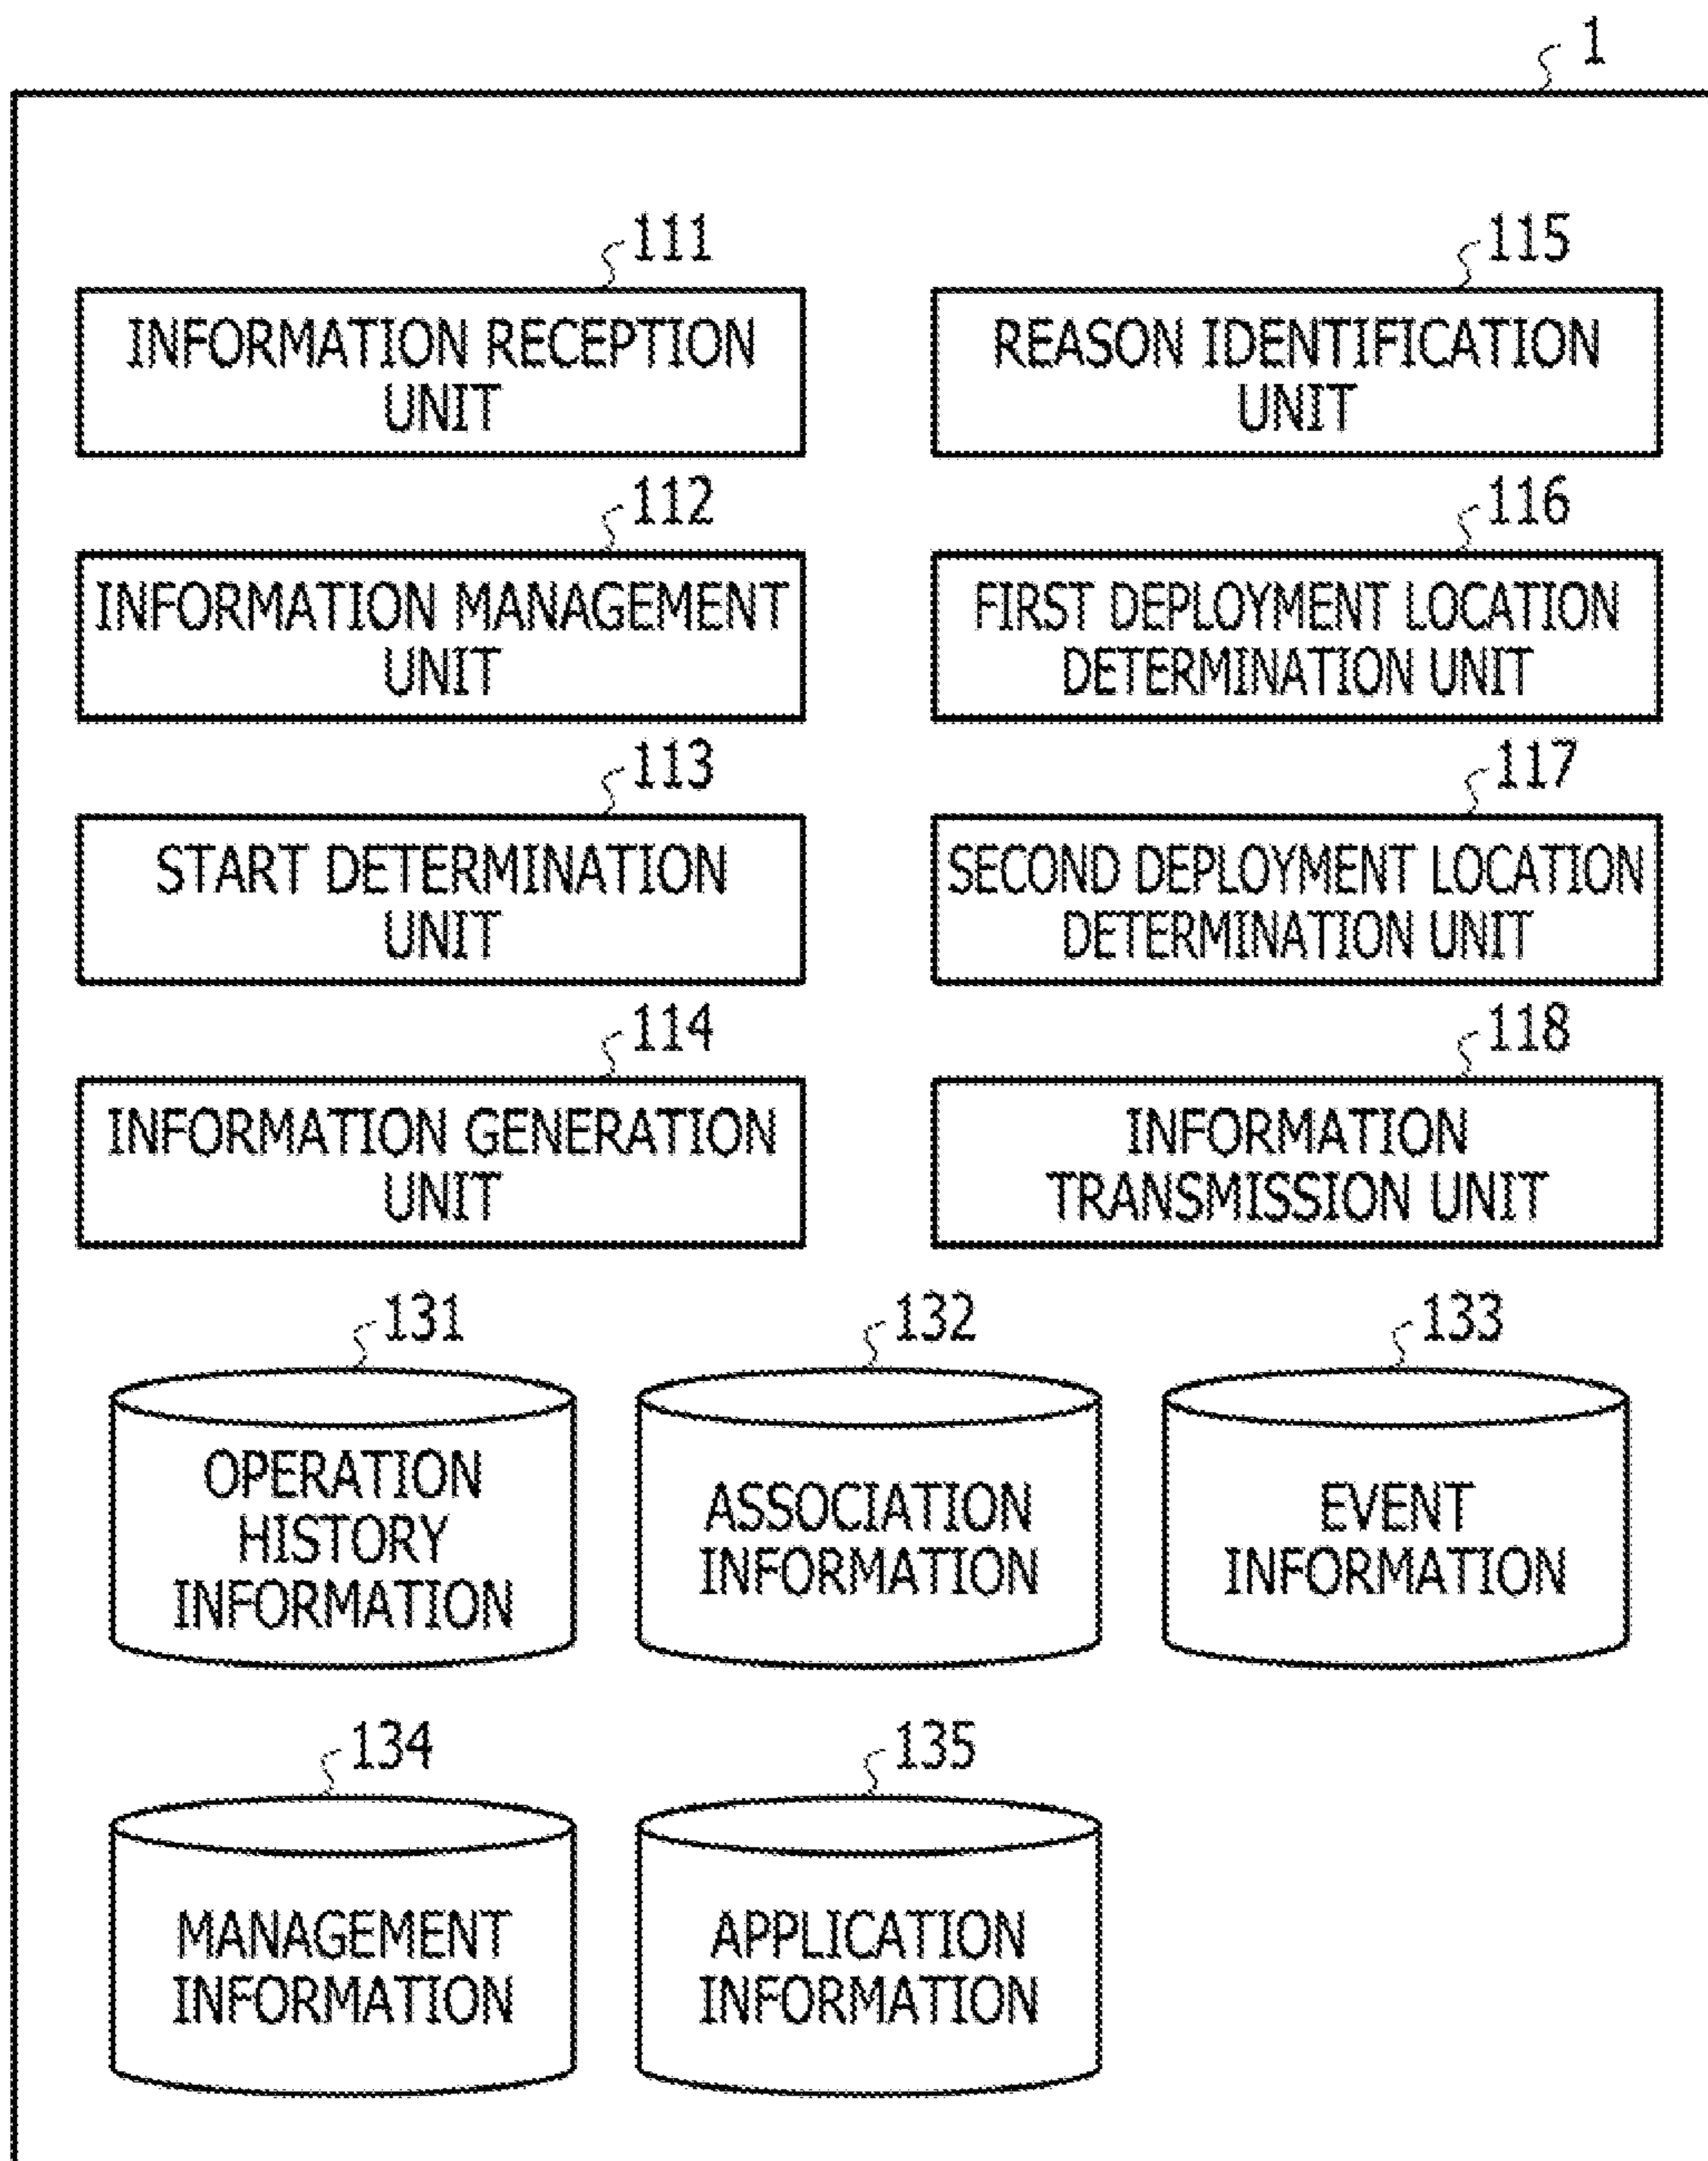 1
111
INFORMATION RECEPTION
UNIT
115
REASON IDENTIFICATION
UNIT
112
INFORMATION MANAGEMENT
UNIT
116
FIRST DEPLOYMENT LOCATION
DETERMINATION UNIT
113
START DETERMINATION
UNIT
117
SECOND DEPLOYMENT LOCATION
DETERMINATION UNIT
114
INFORMATION GENERATION
UNIT
118
INFORMATION
TRANSMISSION UNIT
131
OPERATION
HISTORY
INFORMATION
132
ASSOCIATION
INFORMATION
133
EVENT
INFORMATION
134
MANAGEMENT
INFORMATION
135
APPLICATION
INFORMATION